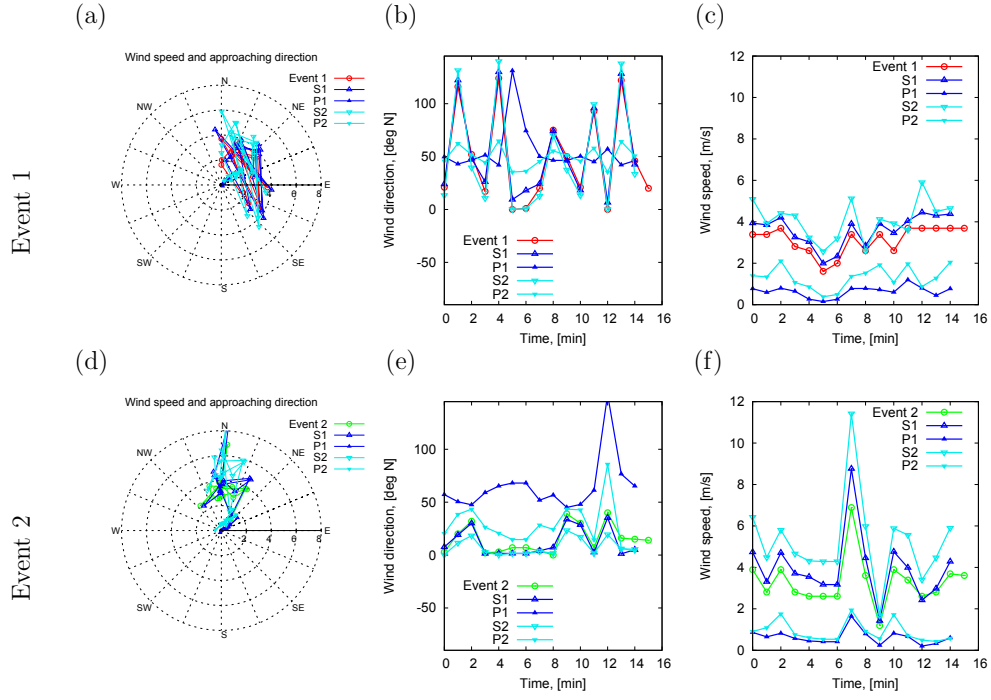 (a)
(b)
(c)
Event 1
Wind speed and approaching direction
N
NE
E
SE
S
SW
W
NW
2 4 6 8
Event 1
S1
P1
S2
P2
Wind direction, [deg N]
100
50
0
-50
Event 1
S1
P1
S2
P2
0 2 4 6 8 10 12 14 16
Time, [min]
Wind speed, [m/s]
12
10
8
6
4
2
0
Event 1
S1
P1
S2
P2
0 2 4 6 8 10 12 14 16
Time, [min]
(d)
(e)
(f)
Event 2
Wind speed and approaching direction
N
NE
E
SE
S
SW
W
NW
2 4 6 8
Event 2
S1
P1
S2
P2
Wind direction, [deg N]
100
50
0
-50
Event 2
S1
P1
S2
P2
0 2 4 6 8 10 12 14 16
Time, [min]
Wind speed, [m/s]
12
10
8
6
4
2
0
Event 2
S1
P1
S2
P2
0 2 4 6 8 10 12 14 16
Time, [min]